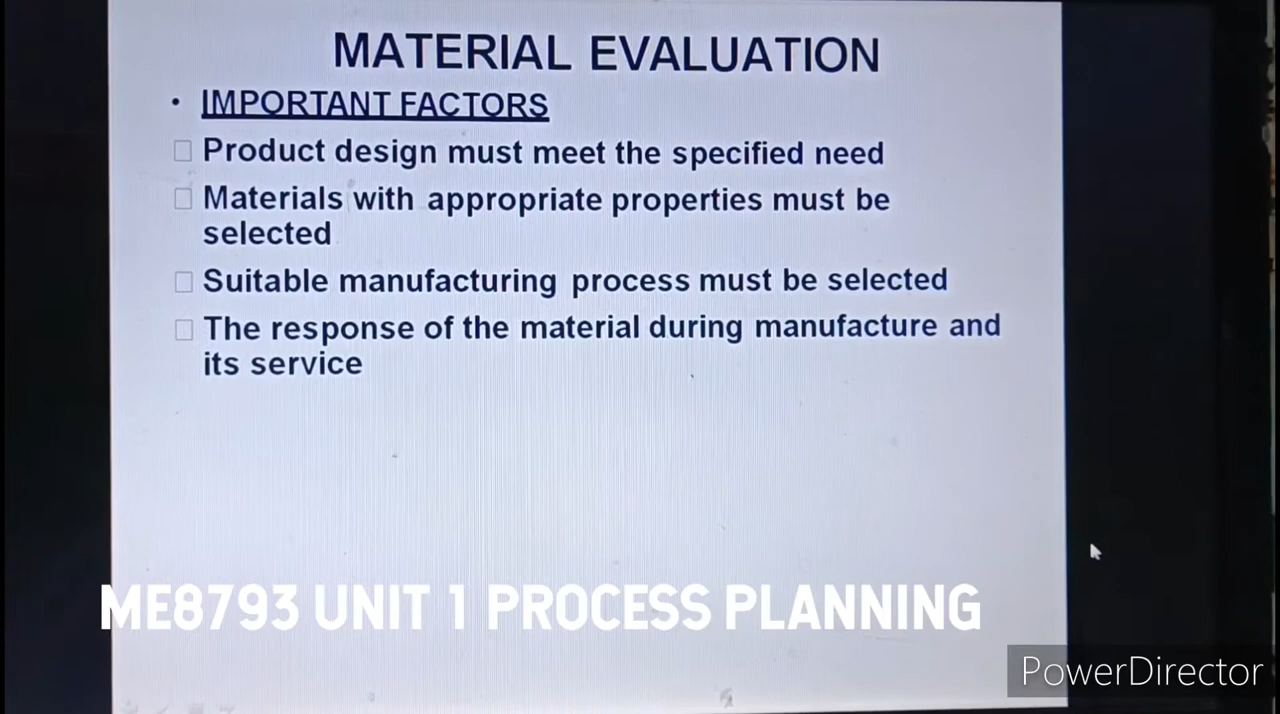 MATERIAL EVALUATION
• IMPORTANT FACTORS
Product design must meet the specified need
Materials with appropriate properties must be
selected
Suitable manufacturing process must be selected
The response of the material during manufacture and
its service
ME8793 UNIT 1 PROCESS PLANNING
PowerDirector